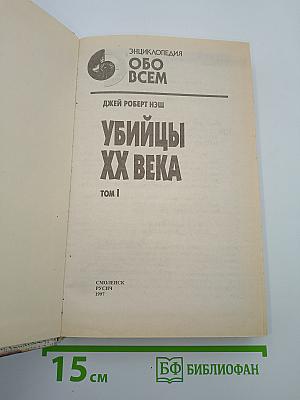 ЭНЦИКЛОПЕДИЯ
ОБО
ВСЕМ
ДЖЕЙ РОБЕРТ НЭШ
УБИЙЦЫ
XX ВЕКА
ТОМ I
СМОЛЕНСК
РУСИЧ
1997
15 СМ
БФ БИБЛИОФАН